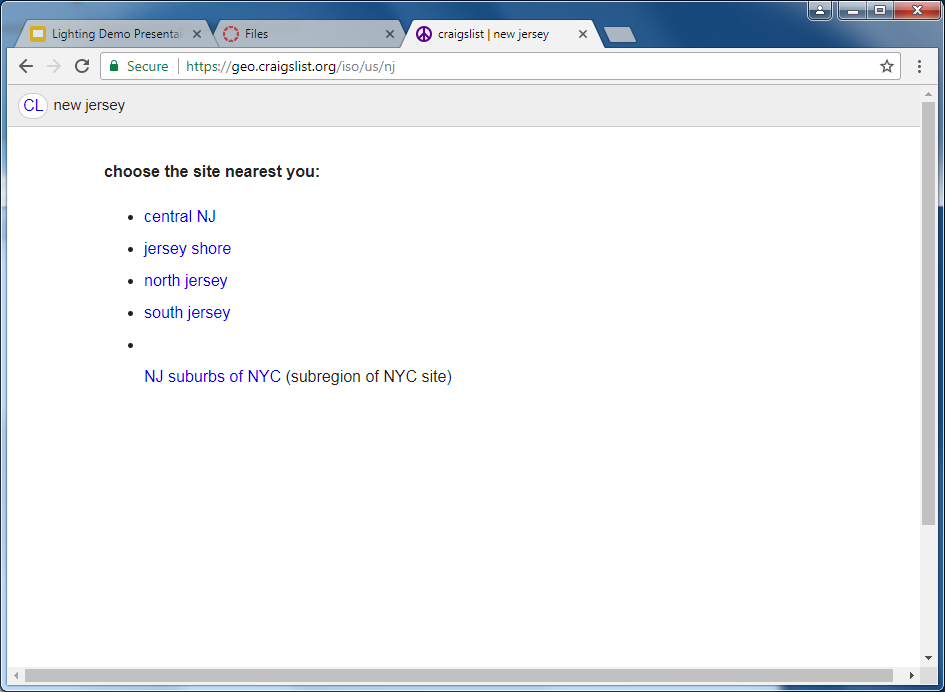 Lighting Demo Presenta
Files
craigslist | new jersey
Secure
https://geo.craigslist.org/iso/us/nj
CL new jersey
choose the site nearest you:
central NJ
jersey shore
north jersey
south jersey
NJ suburbs of NYC (subregion of NYC site)